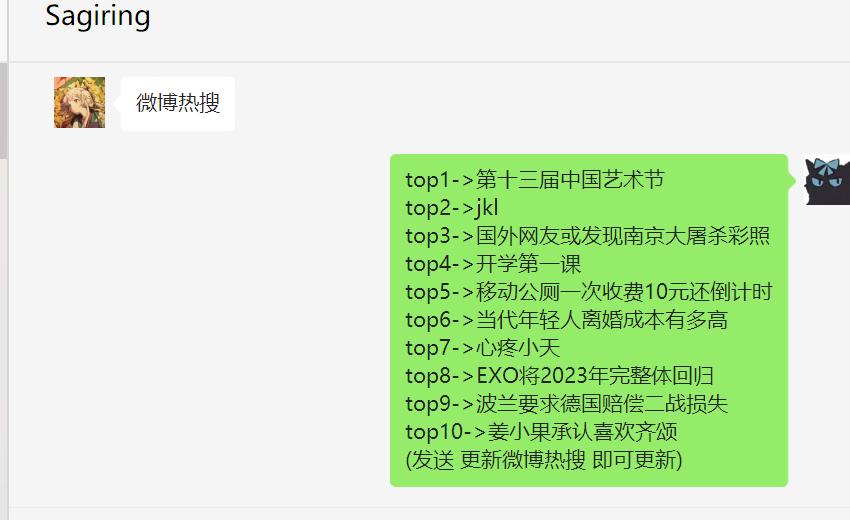 Sagiring
微博热搜
top1->第十三届中国艺术节
top2->jkl
top3->国外网友或发现南京大屠杀彩照
top4->开学第一课
top5->移动公厕一次收费10元还倒计时
top6->当代年轻人离婚成本有多高
top7->心疼小天
top8->EXO将2023年完整体回归
top9->波兰要求德国赔偿二战损失
top10->姜小果承认喜欢齐颂
(发送 更新微博热搜 即可更新)